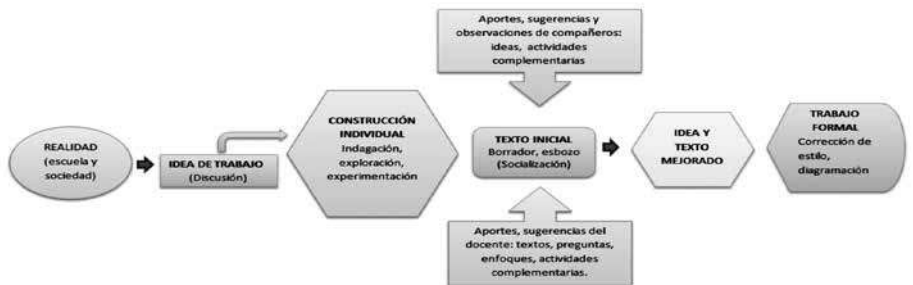 Aportes, sugerencias y
observaciones de compañeros:
ideas, actividades
complementarias
REALIDAD
(escuela y
sociedad)
IDEA DE TRABAJO
(Discusión)
CONSTRUCCIÓN
INDIVIDUAL
Indagación,
exploración,
experimentación
TEXTO INICIAL
Borrador, esbozo
(Socialización)
IDEA Y
TEXTO
MEJORADO
TRABAJO
FORMAL
Corrección de
estilo,
diagramación
Aportes, sugerencias del
docente: textos, preguntas,
enfoques, actividades
complementarias.